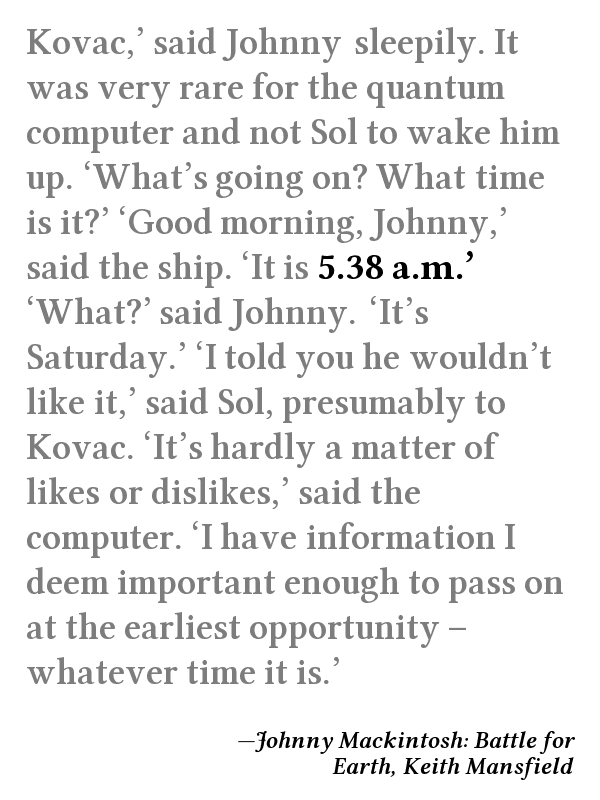 Kovac,’ said Johnny sleepily. It
was very rare for the quantum
computer and not Sol to wake him
up. ‘What’s going on? What time
is it?’ ‘Good morning, Johnny,’
said the ship. ‘It is 5.38 a.m.’
‘What?’ said Johnny. ‘It’s
Saturday.’ ‘I told you he wouldn’t
like it,’ said Sol, presumably to
Kovac. ‘It’s hardly a matter of
likes or dislikes,’ said the
computer. ‘I have information I
deem important enough to pass on
at the earliest opportunity –
whatever time it is.’
—Johnny Mackintosh: Battle for
Earth, Keith Mansfield